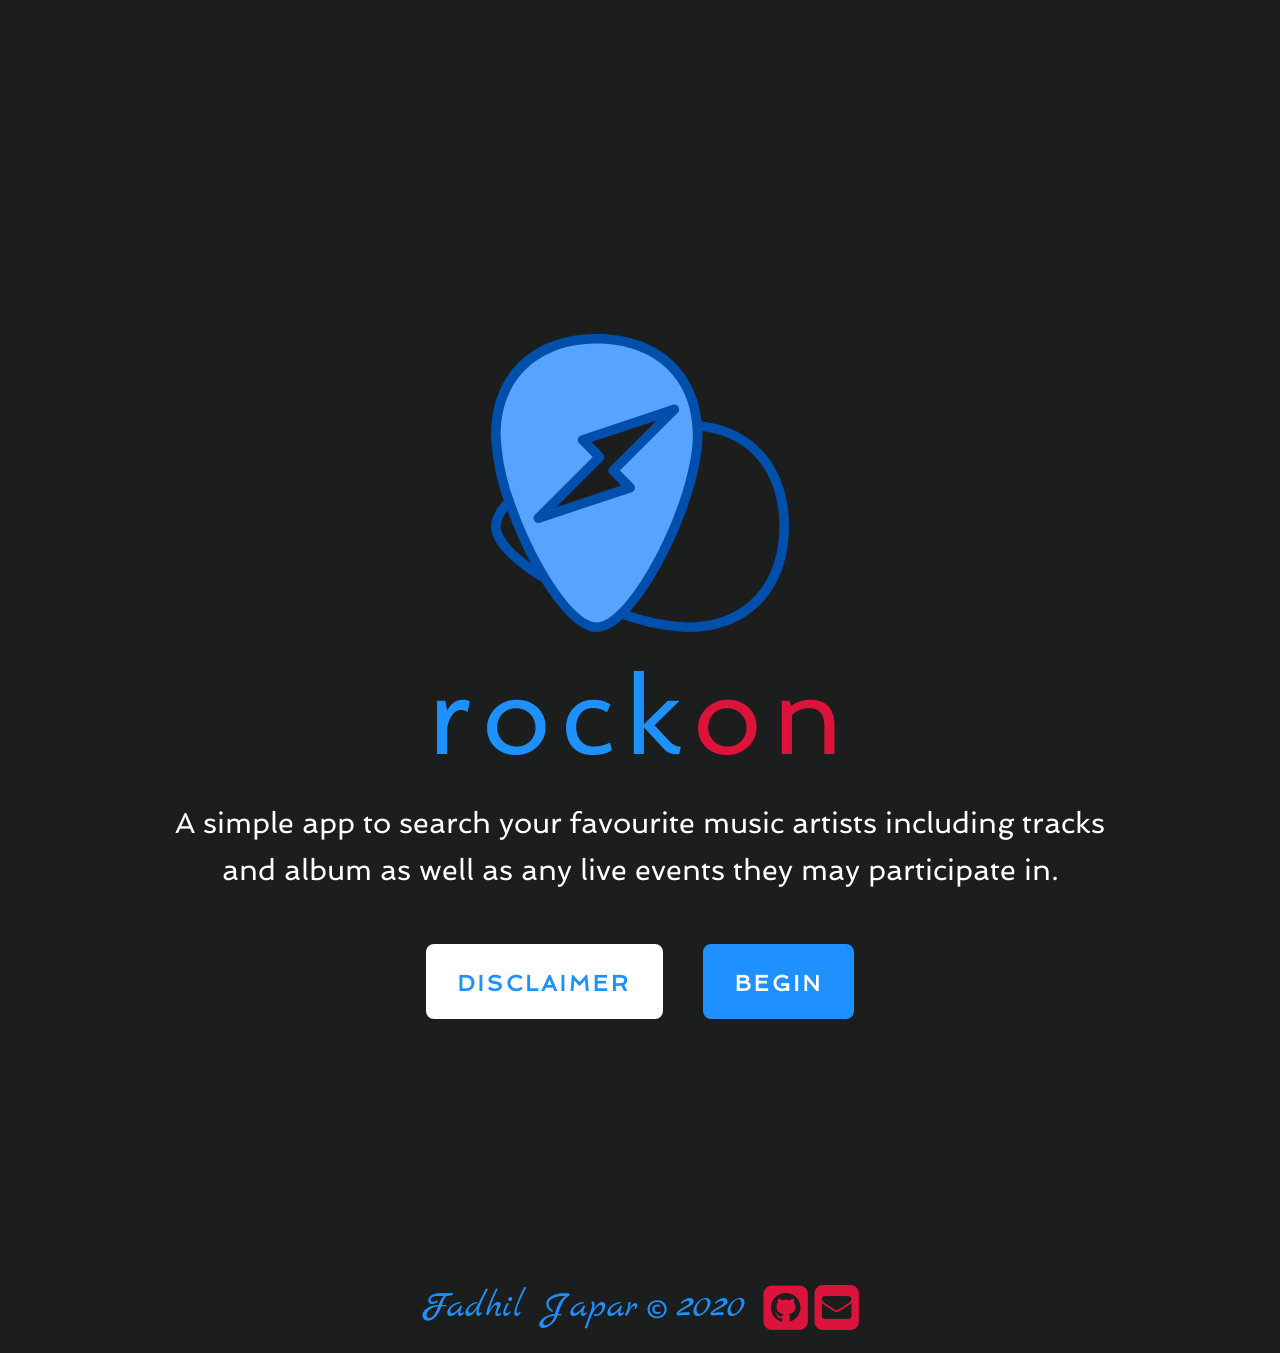 rockon
A simple app to search your favourite music artists including tracks
and album as well as any live events they may participate in.
DISCLAIMER BEGIN
Fadhil Japar © 2020